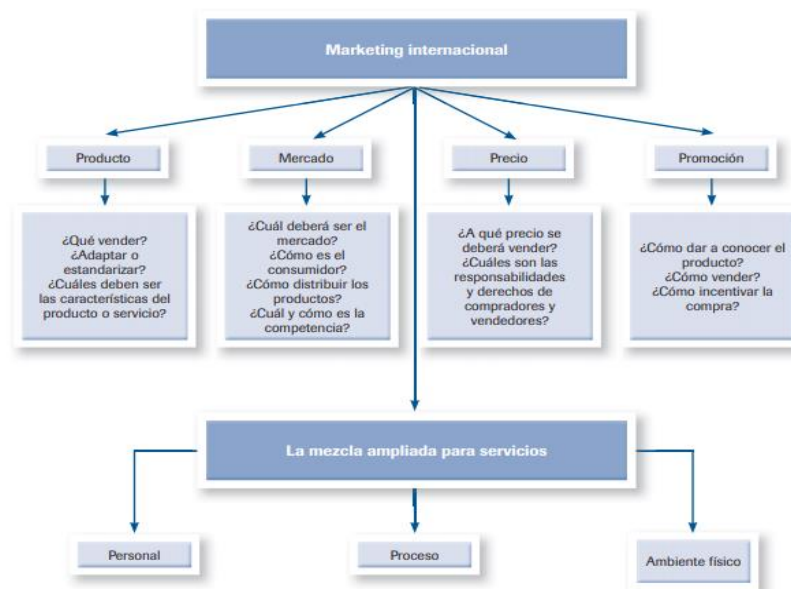 Marketing internacional
Producto
Mercado
Precio
Promoción
¿Qué vender?
¿Adaptar o
estandarizar?
¿Cuáles deben ser
las características del
producto o servicio?
¿Cuál deberá ser el
mercado?
¿Cómo es el
consumidor?
¿Cómo distribuir los
productos?
¿Cuál y cómo es la
competencia?
¿A qué precio se
deberá vender?
¿Cuáles son las
responsabilidades
y derechos de
compradores y
vendedores?
¿Cómo dar a conocer el
producto?
¿Cómo vender?
¿Cómo incentivar la
compra?
La mezcla ampliada para servicios
Personal
Proceso
Ambiente físico